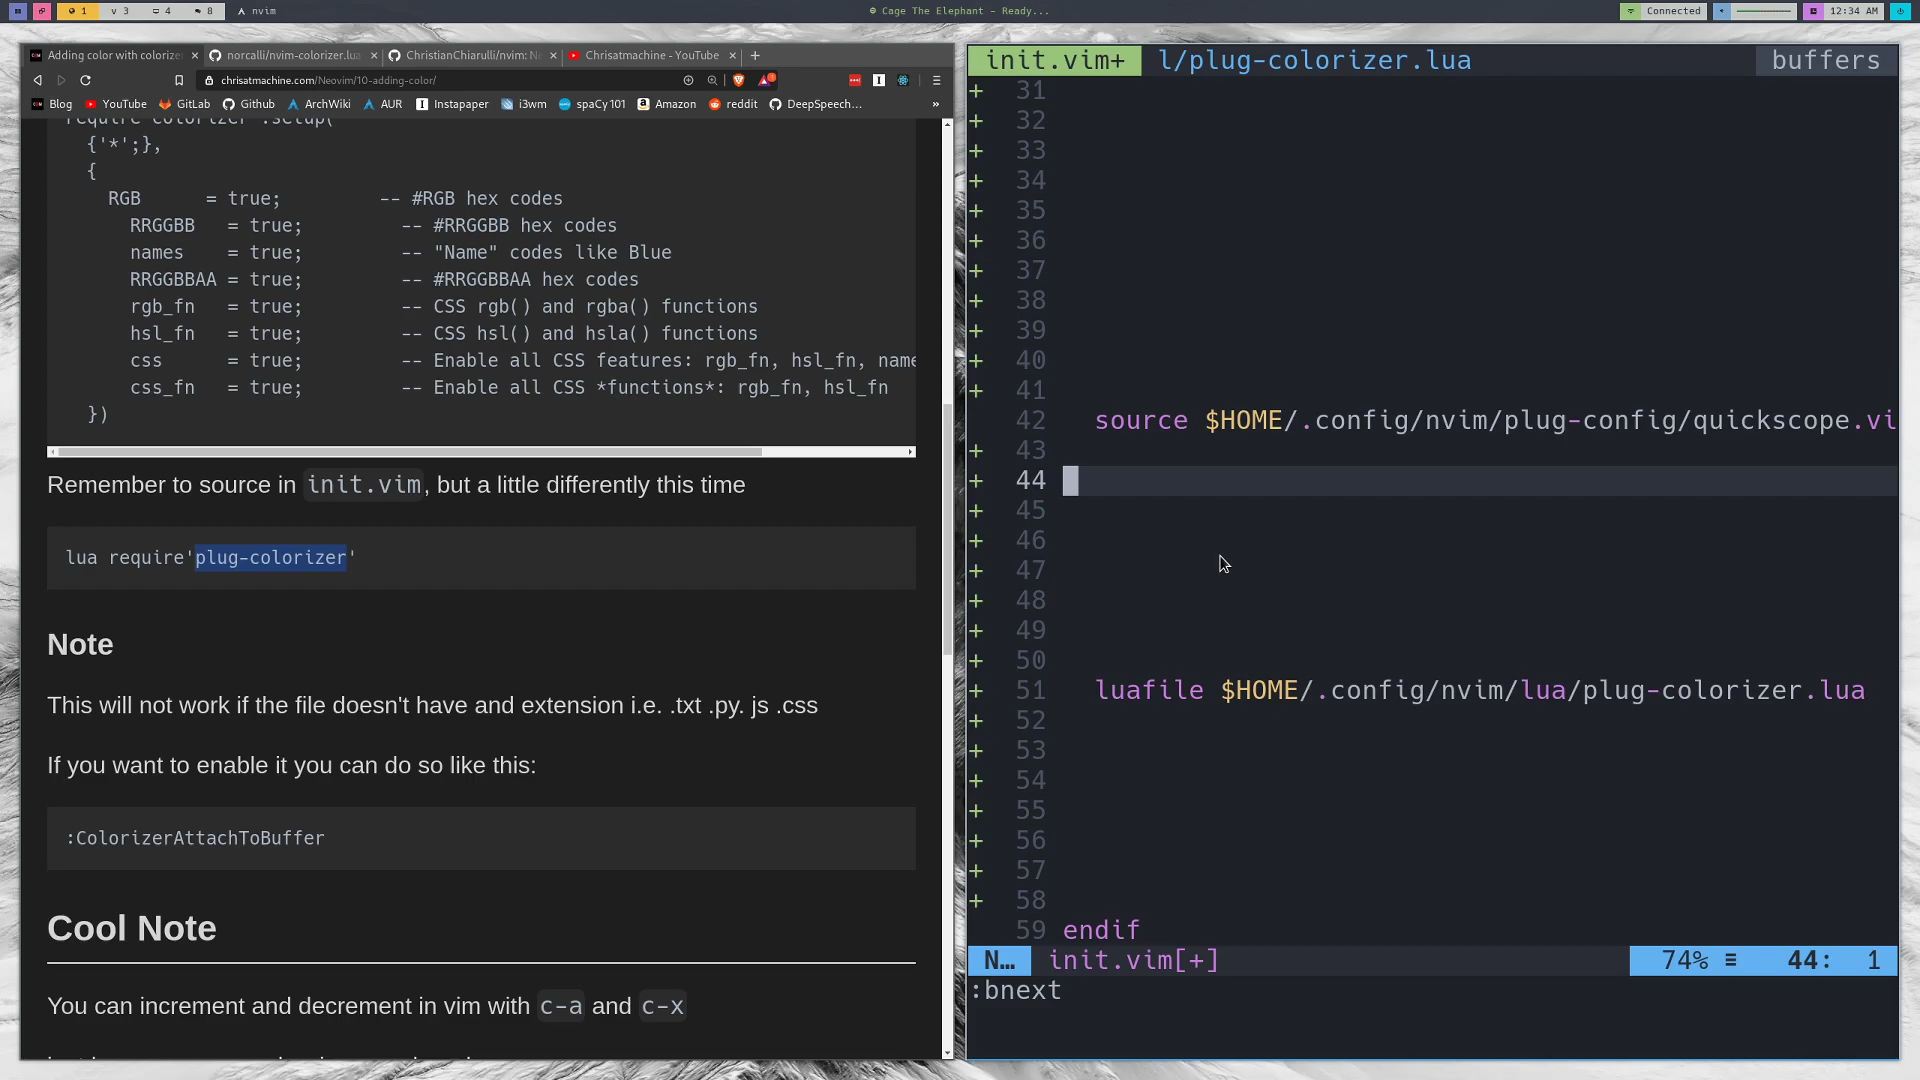 1 v 3 4 8 nvim
Cage The Elephant - Ready...
Connected 12:34 AM
Adding color with colorize
norcalli/nvim-colorizer.lua
ChristianChiarulli/nvim: N
Chrisatmachine - YouTube
chrisatmachine.com/Neovim/10-adding-color/
Blog YouTube GitLab Github ArchWiki AUR Instapaper i3wm spaCy101 Amazon reddit DeepSpeech... »
{'*';},
{
RGB = true; -- #RGB hex codes
RRGGBB = true; -- #RRGGBB hex codes
names = true; -- "Name" codes like Blue
RRGGBBAA = true; -- #RRGGBBAA hex codes
rgb_fn = true; -- CSS rgb() and rgba() functions
hsl_fn = true; -- CSS hsl() and hsla() functions
css = true; -- Enable all CSS features: rgb_fn, hsl_fn, name
css_fn = true; -- Enable all CSS *functions*: rgb_fn, hsl_fn
})
Remember to source in init.vim, but a little differently this time
lua require'plug-colorizer'
Note
This will not work if the file doesn't have and extension i.e. .txt .py. js .css
If you want to enable it you can do so like this:
:ColorizerAttachToBuffer
Cool Note
You can increment and decrement in vim with c-a and c-x
init.vim+ l/plug-colorizer.lua buffers
+ 31
+ 32
+ 33
+ 34
+ 35
+ 36
+ 37
+ 38
+ 39
+ 40
+ 41
42 source $HOME/.config/nvim/plug-config/quickscope.vi
+ 43
+ 44
+ 45
+ 46
+ 47
+ 48
+ 49
+ 50
+ 51 luafile $HOME/.config/nvim/lua/plug-colorizer.lua
+ 52
+ 53
+ 54
+ 55
+ 56
+ 57
+ 58
59 endif
N... init.vim[+] 74% ≡ 44: 1
:bnext